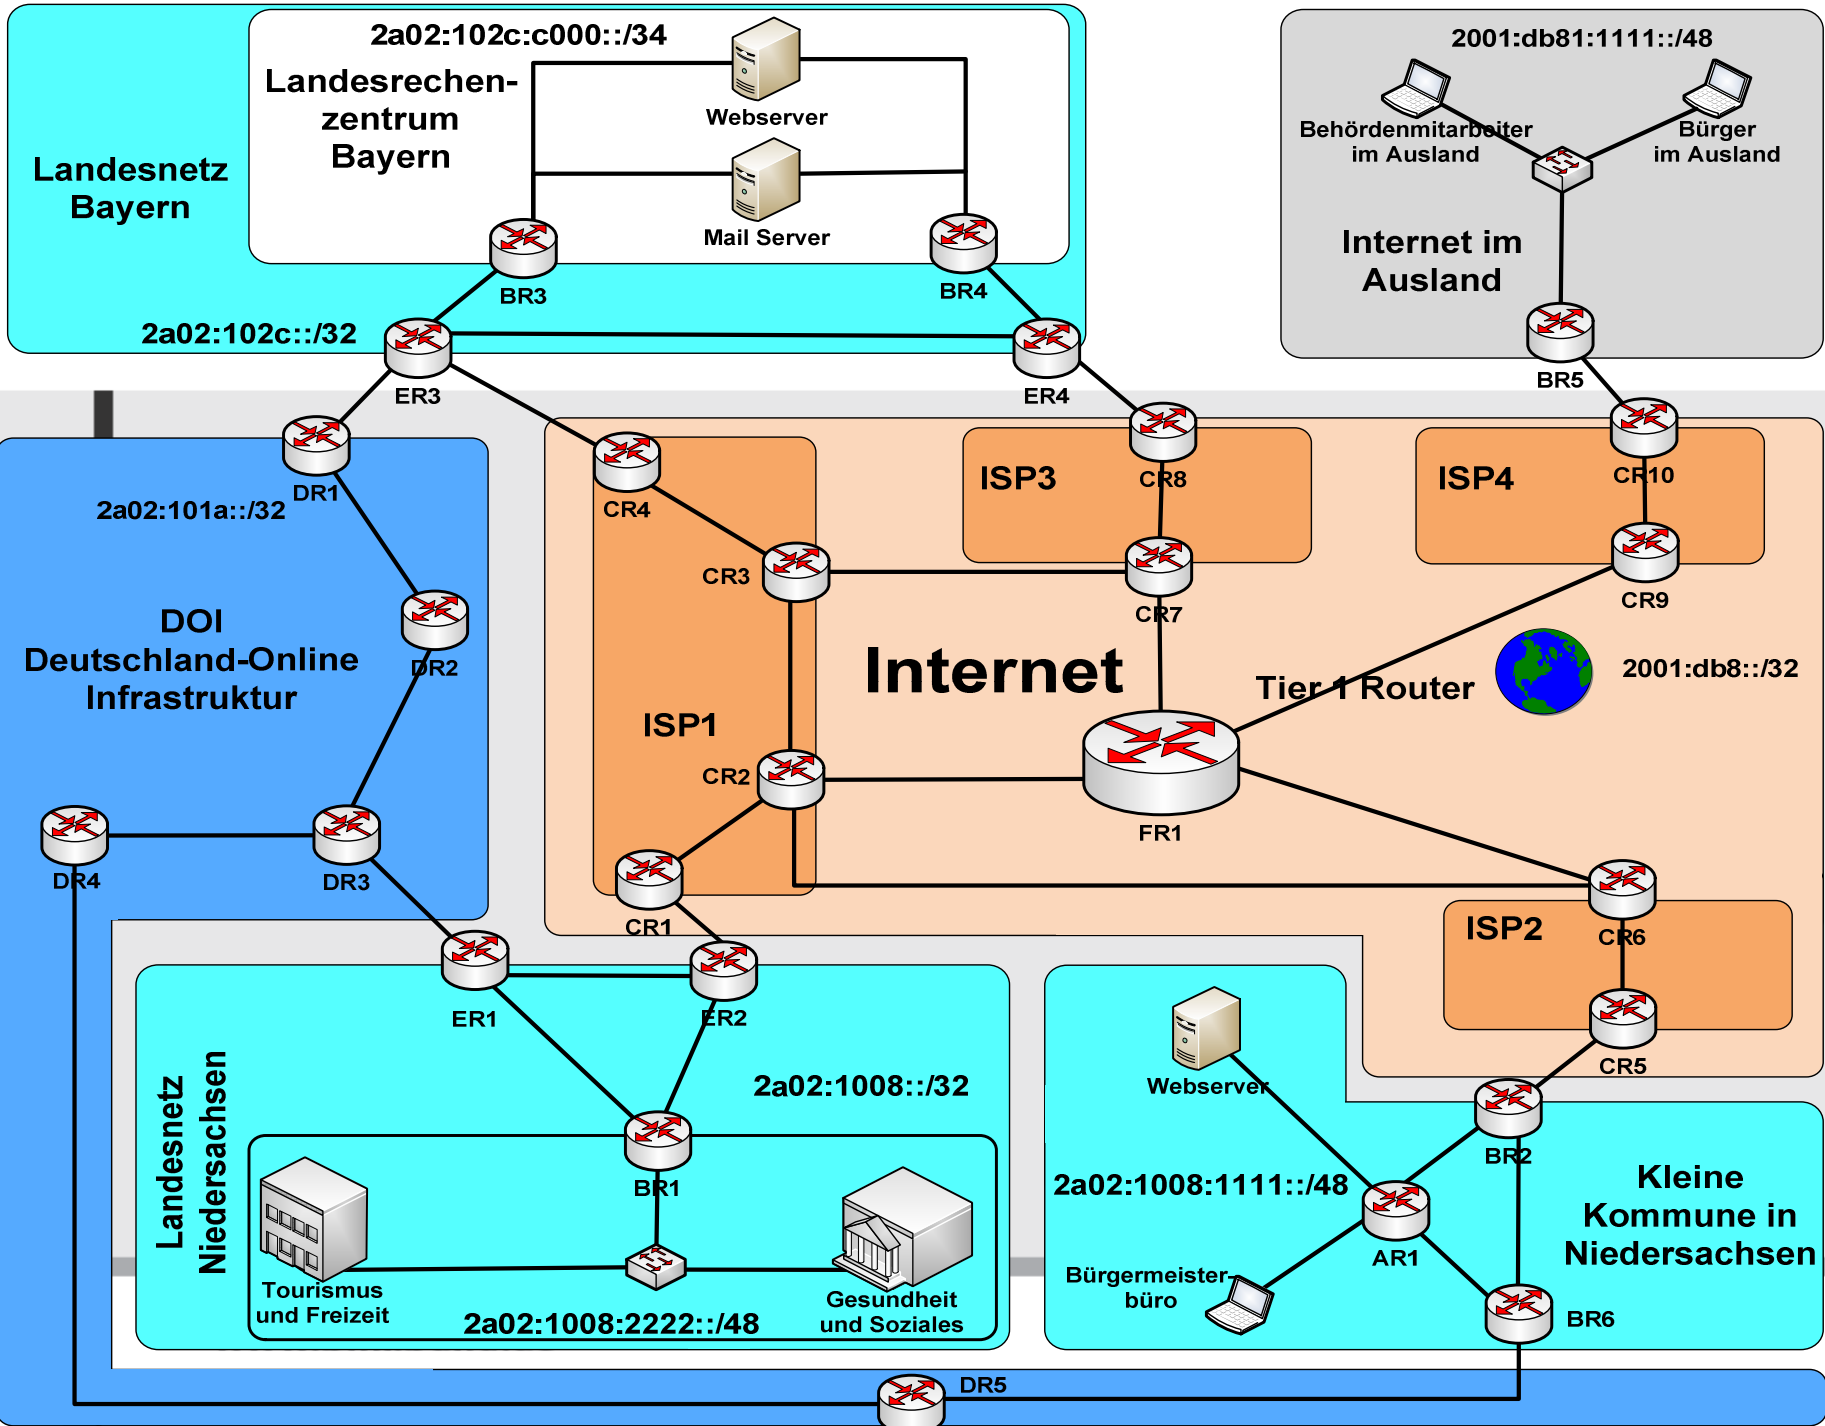 2a02:102c:c000::/34
Landesrechen-
zentrum
Bayern
Webserver
Mail Server
Landesnetz
Bayern
BR3
BR4
2a02:102c::/32
ER3
ER4
2001:db81:1111::/48
Behördenmitarbeiter
im Ausland
Bürger
im Ausland
Internet im
Ausland
BR5
DR1
2a02:101a::/32
DR2
DOI
Deutschland-Online
Infrastruktur
DR4
DR3
CR4
CR3
ISP1
CR2
CR1
ISP3
CR8
CR7
ISP4
CR10
CR9
Internet
Tier 1 Router
2001:db8::/32
FR1
ISP2
CR6
CR5
ER1
ER2
Landesnetz
Niedersachsen
2a02:1008::/32
BR1
Tourismus
und Freizeit
Gesundheit
und Soziales
2a02:1008:2222::/48
Webserver
BR2
2a02:1008:1111::/48
Kleine
Kommune in
Niedersachsen
AR1
Bürgermeister-
büro
BR6
DR5